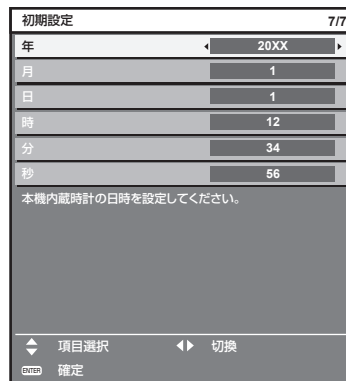 初期設定 7/7
年 20XX
月 1
日 1
時 12
分 34
秒 56
本機内蔵時計の日時を設定してください。
項目選択 切換
ENTER 確定